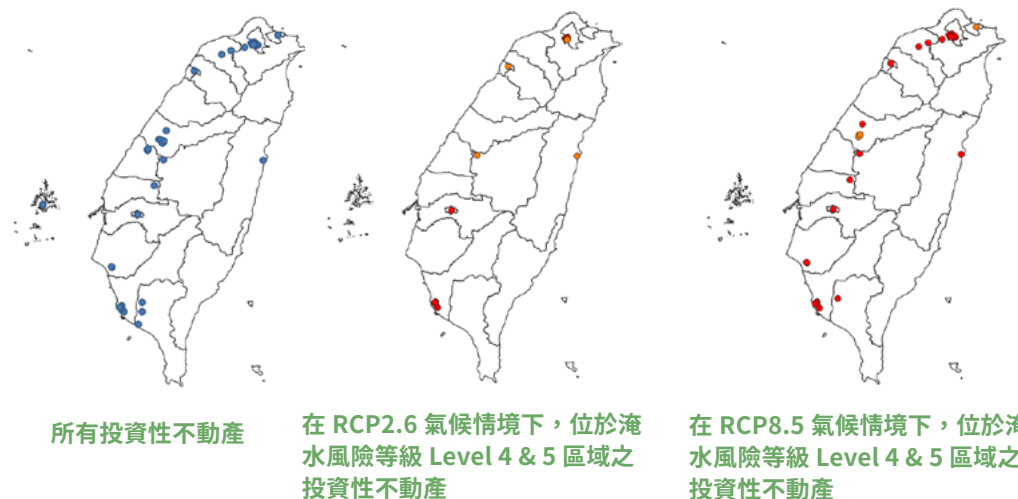 所有投資性不動產
在 RCP2.6 氣候情境下，位於淹
水風險等級 Level 4 & 5 區域之
投資性不動產
在 RCP8.5 氣候情境下，位於淹
水風險等級 Level 4 & 5 區域之
投資性不動產